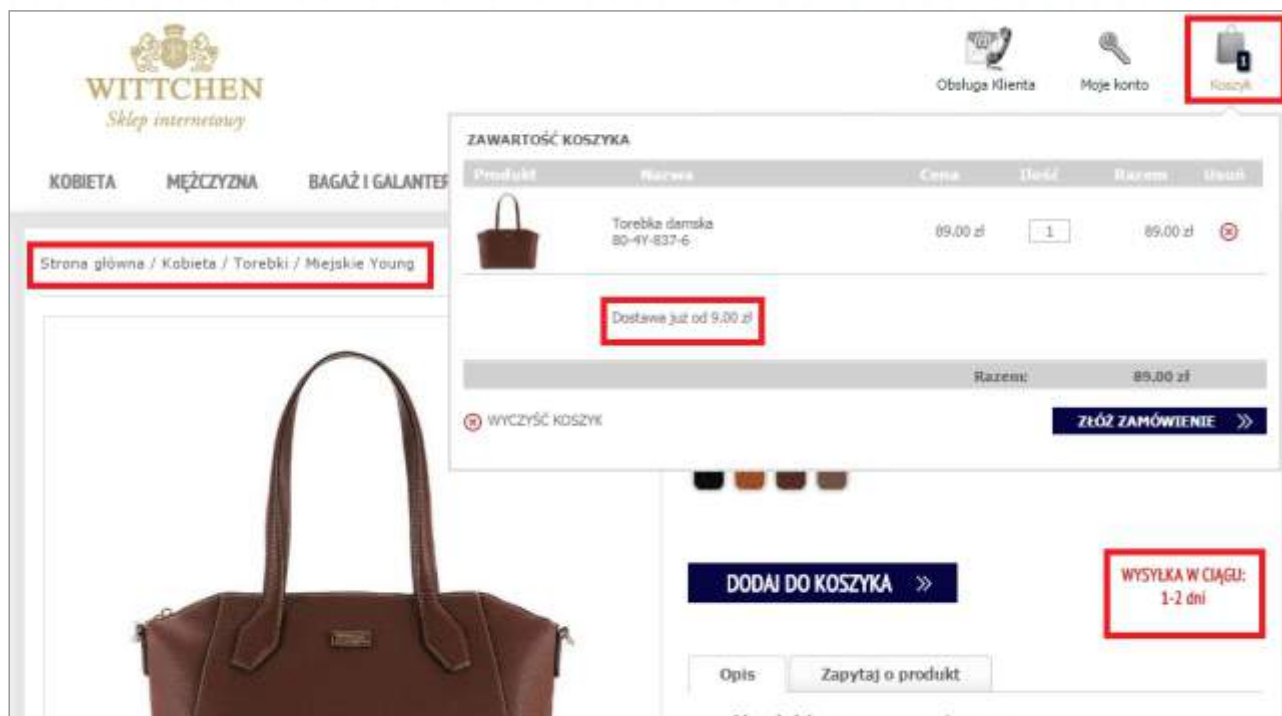 WITTCHEN
Sklep internetowy
Obsługa Klienta
Moje konto
1
Koszyk
KOBIETA
MĘŻCZYZNA
BAGAŻ I GALANTER
ZAWARTOŚĆ KOSZYKA
Produkt Nazwa Cena Ilość Razem Usuń
Torebka damska
80-4Y-837-6
89.00 zł 1 89.00 zł
Dostawa już od 9.00 zł
Razem: 89.00 zł
WYCZYŚĆ KOSZYK
ZŁÓŻ ZAMÓWIENIE
Strona główna / Kobieta / Torebki / Miejskie Young
DODAJ DO KOSZYKA
WYSYŁKA W CIĄGU:
1-2 dni
Opis
Zapytaj o produkt